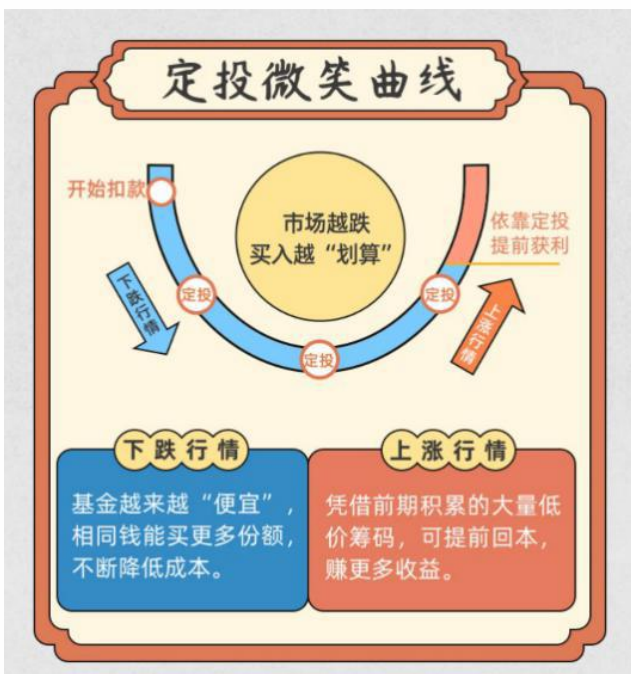 定投微笑曲线
开始扣款
市场越跌
买入越“划算”
依靠定投
提前获利
下跌行情
定投
定投
定投
上涨行情
下跌行情
基金越来越“便宜”，
相同钱能买更多份额，
不断降低成本。
上涨行情
凭借前期积累的大量低
价筹码，可提前回本，
赚更多收益。